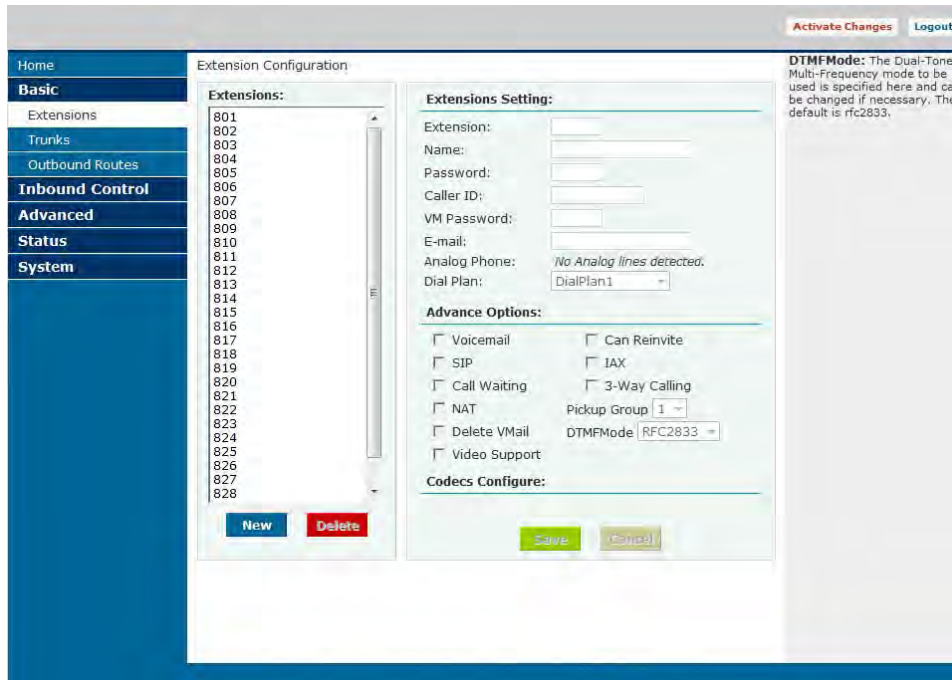 Activate Changes Logout
Home
Basic
Extensions
Trunks
Outbound Routes
Inbound Control
Advanced
Status
System
Extension Configuration
Extensions:
801
802
803
804
805
806
807
808
809
810
811
812
813
814
815
816
817
818
819
820
821
822
823
824
825
826
827
828
New Delete
Extensions Setting:
Extension:
Name:
Password:
Caller ID:
VM Password:
E-mail:
Analog Phone: No Analog lines detected.
Dial Plan: DialPlan1
Advance Options:
Voicemail Can Reinvite
SIP IAX
Call Waiting 3-Way Calling
NAT Pickup Group 1
Delete VMail DTMFMode RFC2833
Video Support
Codecs Configure:
Save Cancel
DTMFMode: The Dual-Tone
Multi-Frequency mode to be
used is specified here and ca
be changed if necessary. The
default is rfc2833.